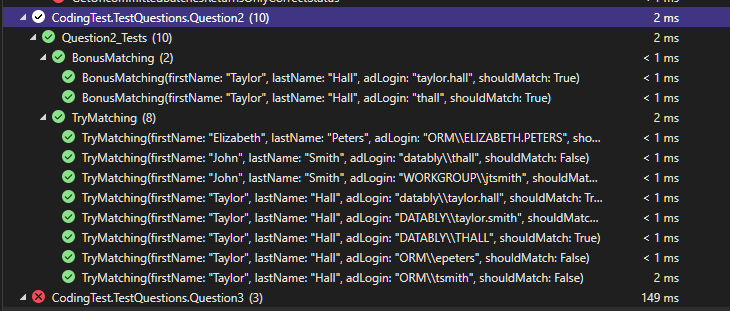 CodingTest.TestQuestions.Question2 (10) 2 ms
Question2_Tests (10) 2 ms
BonusMatching (2) < 1 ms
BonusMatching(firstName: "Taylor", lastName: "Hall", adLogin: "taylor.hall", shouldMatch: True) < 1 ms
BonusMatching(firstName: "Taylor", lastName: "Hall", adLogin: "thall", shouldMatch: True) < 1 ms
TryMatching (8) 2 ms
TryMatching(firstName: "Elizabeth", lastName: "Peters", adLogin: "ORM\\ELIZABETH.PETERS", sho... < 1 ms
TryMatching(firstName: "John", lastName: "Smith", adLogin: "datably\\thall", shouldMatch: False) < 1 ms
TryMatching(firstName: "John", lastName: "Smith", adLogin: "WORKGROUP\\jtsmith", shouldMat... < 1 ms
TryMatching(firstName: "Taylor", lastName: "Hall", adLogin: "datably\\taylor.hall", shouldMatch: Tr... < 1 ms
TryMatching(firstName: "Taylor", lastName: "Hall", adLogin: "DATABLY\\taylor.smith", shouldMatc... < 1 ms
TryMatching(firstName: "Taylor", lastName: "Hall", adLogin: "DATABLY\\THALL", shouldMatch: True) < 1 ms
TryMatching(firstName: "Taylor", lastName: "Hall", adLogin: "ORM\\epeters", shouldMatch: False) < 1 ms
TryMatching(firstName: "Taylor", lastName: "Hall", adLogin: "ORM\\tsmith", shouldMatch: False) 2 ms
CodingTest.TestQuestions.Question3 (3) 149 ms